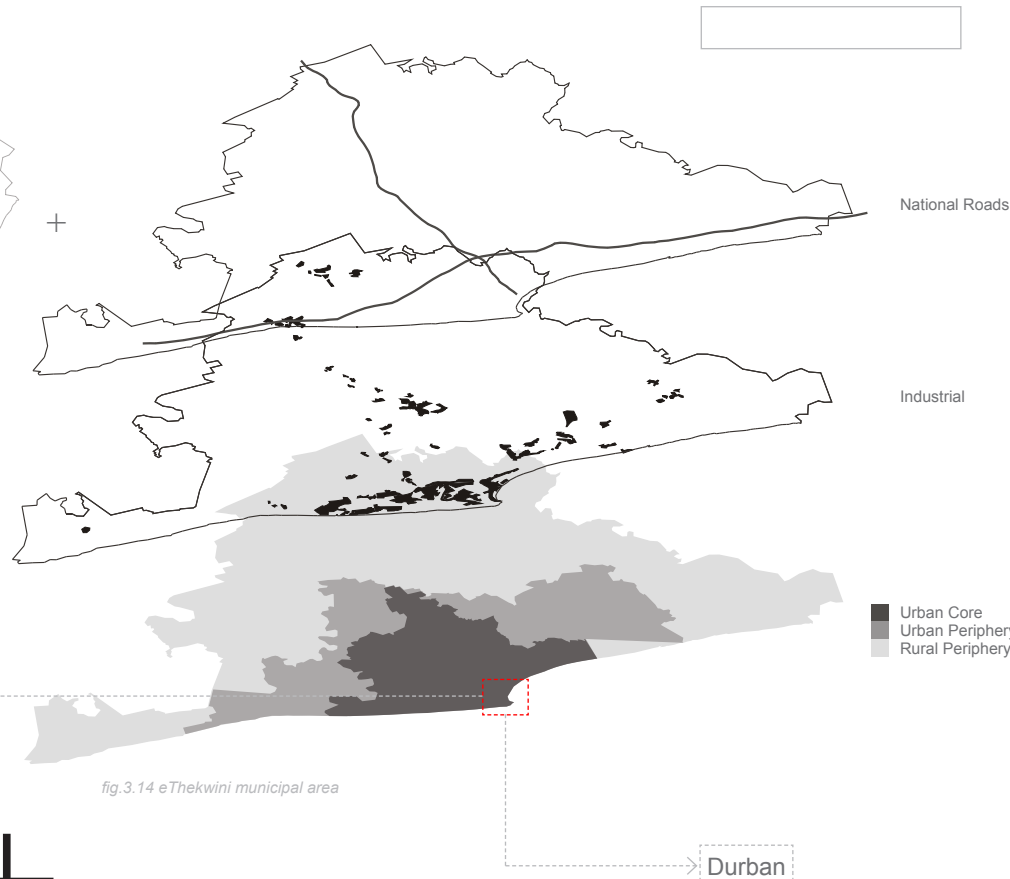 National Roads
Industrial
Urban Core
Urban Periphery
Rural Periphery
fig.3.14 eThekwini municipal area
Durban